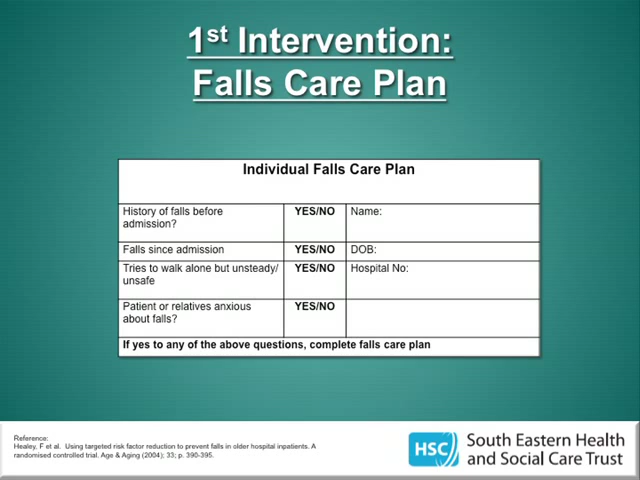 1st Intervention:
Falls Care Plan
Individual Falls Care Plan
History of falls before admission? YES/NO Name:
Falls since admission YES/NO DOB:
Tries to walk alone but unsteady/ unsafe YES/NO Hospital No:
Patient or relatives anxious about falls? YES/NO
If yes to any of the above questions, complete falls care plan
Reference:
Healey, F et al.  Using targeted risk factor reduction to prevent falls in older hospital inpatients. A
randomised controlled trial. Age & Aging (2004); 33; p. 390-395.
HSC South Eastern Health
and Social Care Trust